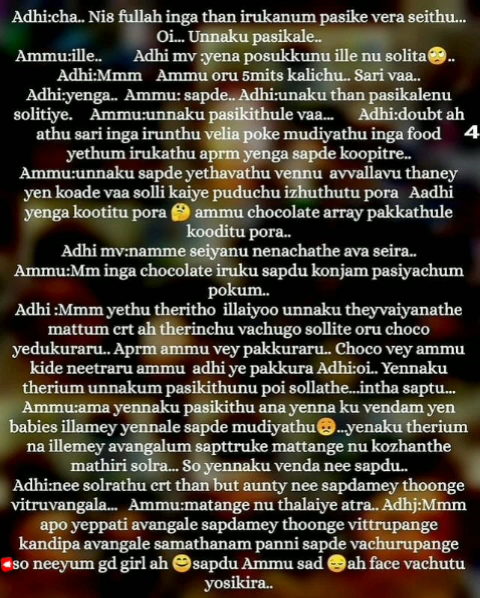 Adhi:cha.. Ni8 fullah inga than irukanum pasike vera seithu...
Oi... Unnaku pasikale..
Ammu:ille.. Adhi mv :yena posukkunu ille nu solita🙄..
Adhi:Mmm Ammu oru 5mits kalichu.. Sari vaa..
Adhi:yenga.. Ammu: sapde.. Adhi:unaku than pasikalenu
solitiye. Ammu:unnaku pasikithule vaa... Adhi:doubt ah
athu sari inga irunthu velia poke mudiyathu inga food
4
yethum irukathu aprm yenga sapde koopitre..
Ammu:unnaku sapde yethavathu vennu avvallavu thaney
yen koade vaa solli kaiye puduchu izhuthutu pora Aadhi
yenga kootitu pora 🤔 ammu chocolate array pakkathule
kooditu pora..
Adhi mv:namme seiyanu nenachathe ava seira..
Ammu:Mm inga chocolate iruku sapdu konjam pasiyachum
pokum..
Adhi :Mmm yethu theritho illaiyoo unnaku theyvaiyanathe
mattum crt ah therinchu vachugo sollite oru choco
yedukuraru.. Aprm ammu vey pakkuraru.. Choco vey ammu
kide neetraru ammu adhi ye pakkura Adhi:oi.. Yennaku
therium unnakum pasikithunu poi sollathe...intha saptu...
Ammu:ama yennaku pasikithu ana yenna ku vendam yen
babies illamey yennale sapde mudiyathu😞...yenaku therium
na illemey avangalum sapttruke mattange nu kozhanthe
mathiri solra... So yennaku venda nee sapdu..
Adhi:nee solrathu crt than but aunty nee sapdamey thoonge
vitruvangala... Ammu:matange nu thalaiye atra.. Adhj:Mmm
apo yeppati avangale sapdamey thoonge vittrupange
kandipa avangale samathanam panni sapde vachurupange
so neeyum gd girl ah 😊sapdu Ammu sad 😔ah face vachutu
yosikira..